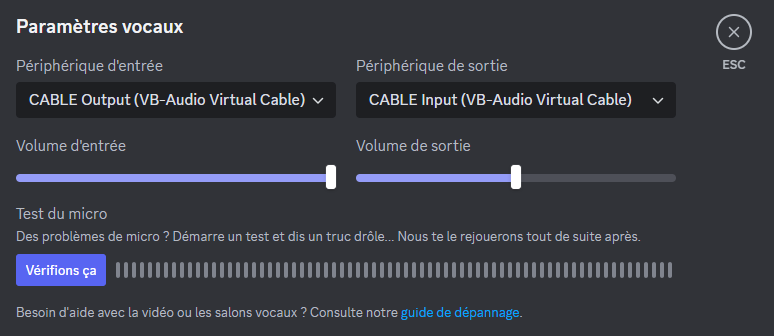 Paramètres vocaux
ESC
Périphérique d'entrée
Périphérique de sortie
CABLE Output (VB-Audio Virtual Cable)
CABLE Input (VB-Audio Virtual Cable)
Volume d'entrée
Volume de sortie
Test du micro
Des problèmes de micro ? Démarre un test et dis un truc drôle... Nous te le rejouerons tout de suite après.
Vérifions ça
Besoin d'aide avec la vidéo ou les salons vocaux ? Consulte notre guide de dépannage.